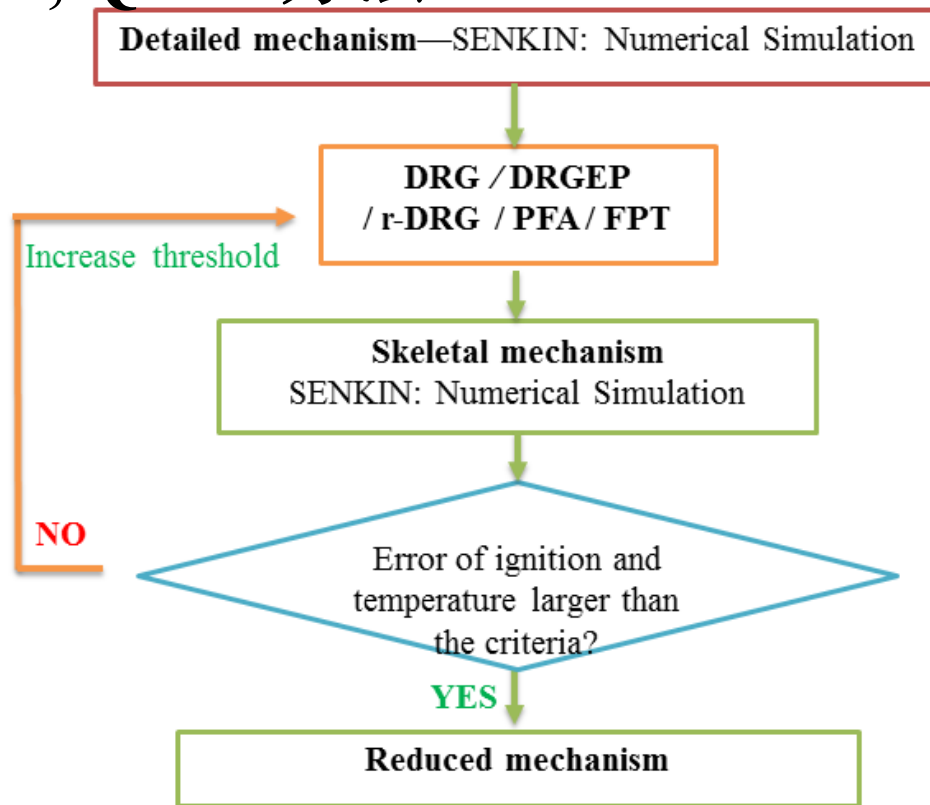 Detailed mechanism—SENKIN: Numerical Simulation
DRG / DRGEP
/ r-DRG / PFA / FPT
Increase threshold
Skeletal mechanism
SENKIN: Numerical Simulation
NO
Error of ignition and
temperature larger than
the criteria?
YES
Reduced mechanism